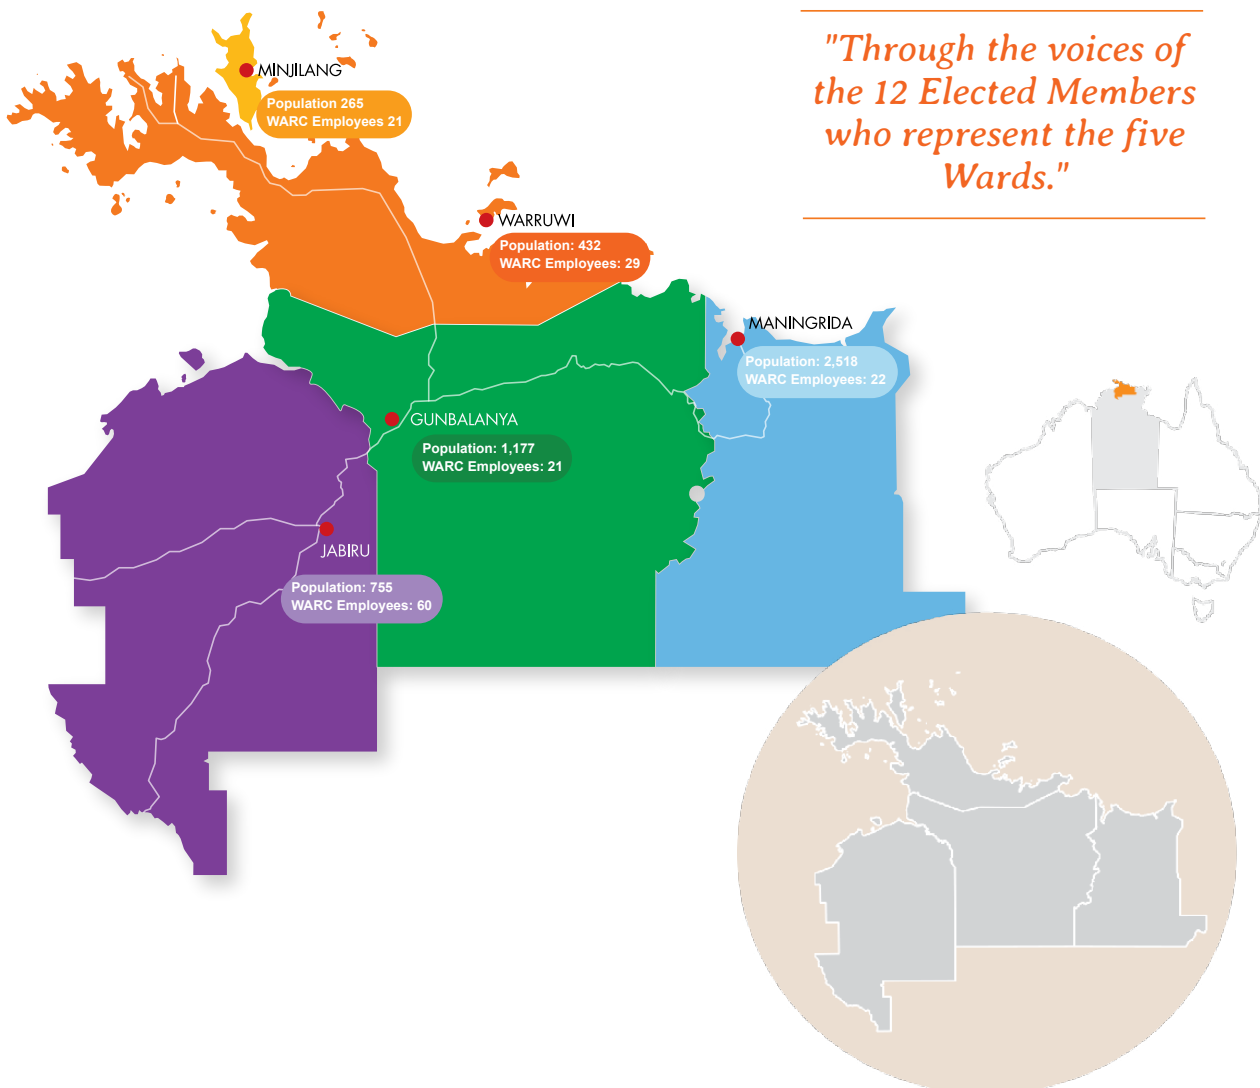 "Through the voices of
the 12 Elected Members
who represent the five
Wards."
MINJILANG
Population 265
WARC Employees 21
WARRUWI
Population: 432
WARC Employees: 29
MANINGRIDA
Population: 2,518
WARC Employees: 22
GUNBALANYA
Population: 1,177
WARC Employees: 21
JABIRU
Population: 755
WARC Employees: 60